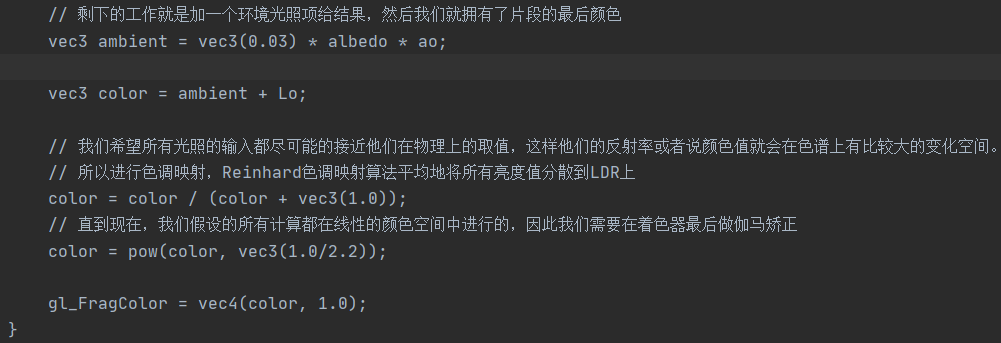 // 剩下的工作就是加一个环境光照项给结果，然后我们就拥有了片段的最后颜色
vec3 ambient = vec3(0.03) * albedo * ao;
vec3 color = ambient + Lo;
// 我们希望所有光照的输入都尽可能的接近他们在物理上的取值，这样他们的反射率或者说颜色值就会在色谱上有比较大的变化空间。
// 所以进行色调映射，Reinhard色调映射算法平均地将所有亮度值分散到LDR上
color = color / (color + vec3(1.0));
// 直到现在，我们假设的所有计算都在线性的颜色空间中进行的，因此我们需要在着色器最后做伽马矫正
color = pow(color, vec3(1.0/2.2));
gl_FragColor = vec4(color, 1.0);
}